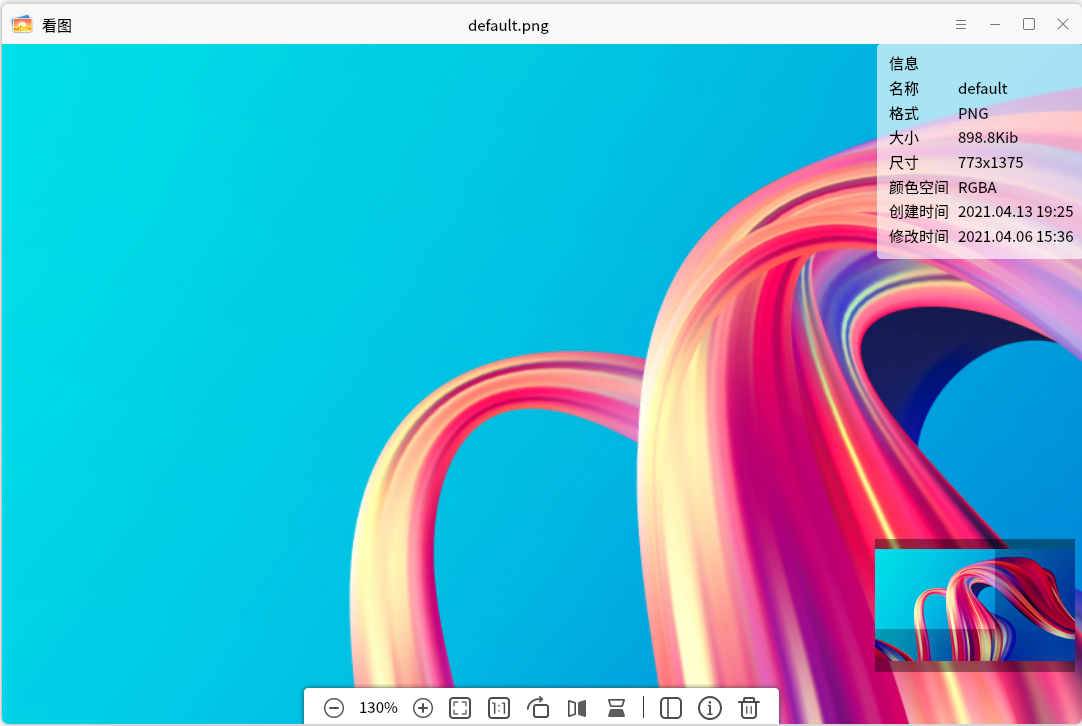 看图
default.png
信息
名称 default
格式 PNG
大小 898.8Kib
尺寸 773x1375
颜色空间 RGBA
创建时间 2021.04.13 19:25
修改时间 2021.04.06 15:36
130%
1:1